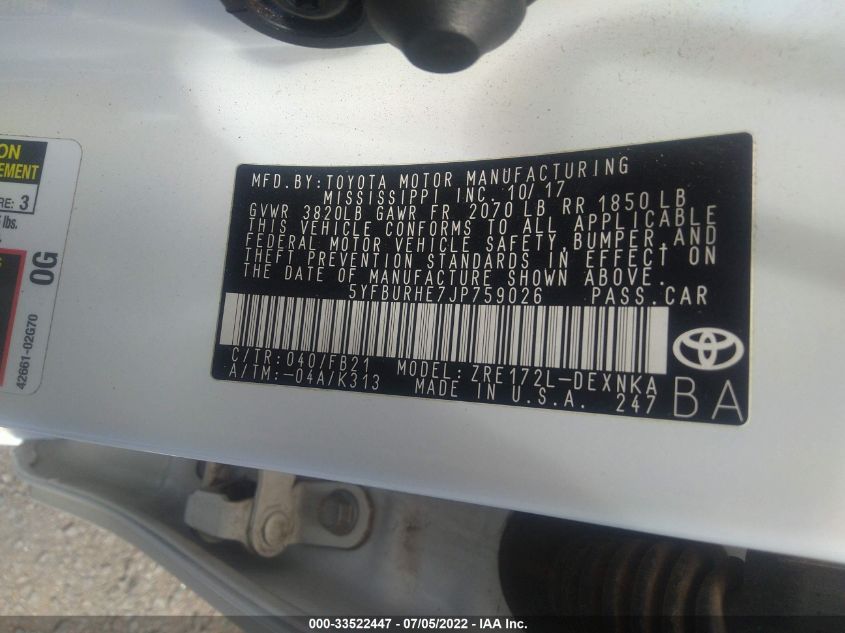 ON
EMENT
RE: 3
lbs.
0G
42661-02G70
MFD.BY: TOYOTA MOTOR MANUFACTURING
MISSISSIPPI INC. 10/17
GVWR 3820LB GAWR FR 2070 LB RR 1850 LB
THIS VEHICLE CONFORMS TO ALL APPLICABLE
FEDERAL MOTOR VEHICLE SAFETY, BUMPER, AND
THEFT PREVENTION STANDARDS IN EFFECT ON
THE DATE OF MANUFACTURE SHOWN ABOVE.
5YFBURHE7JP759026 PASS.CAR
C/TR: 040/FB21 MODEL: ZRE172L-DEXNKA
A/TM:-04A/K313 MADE IN U.S.A. 247
BA
000-33522447 - 07/05/2022 - IAA Inc.